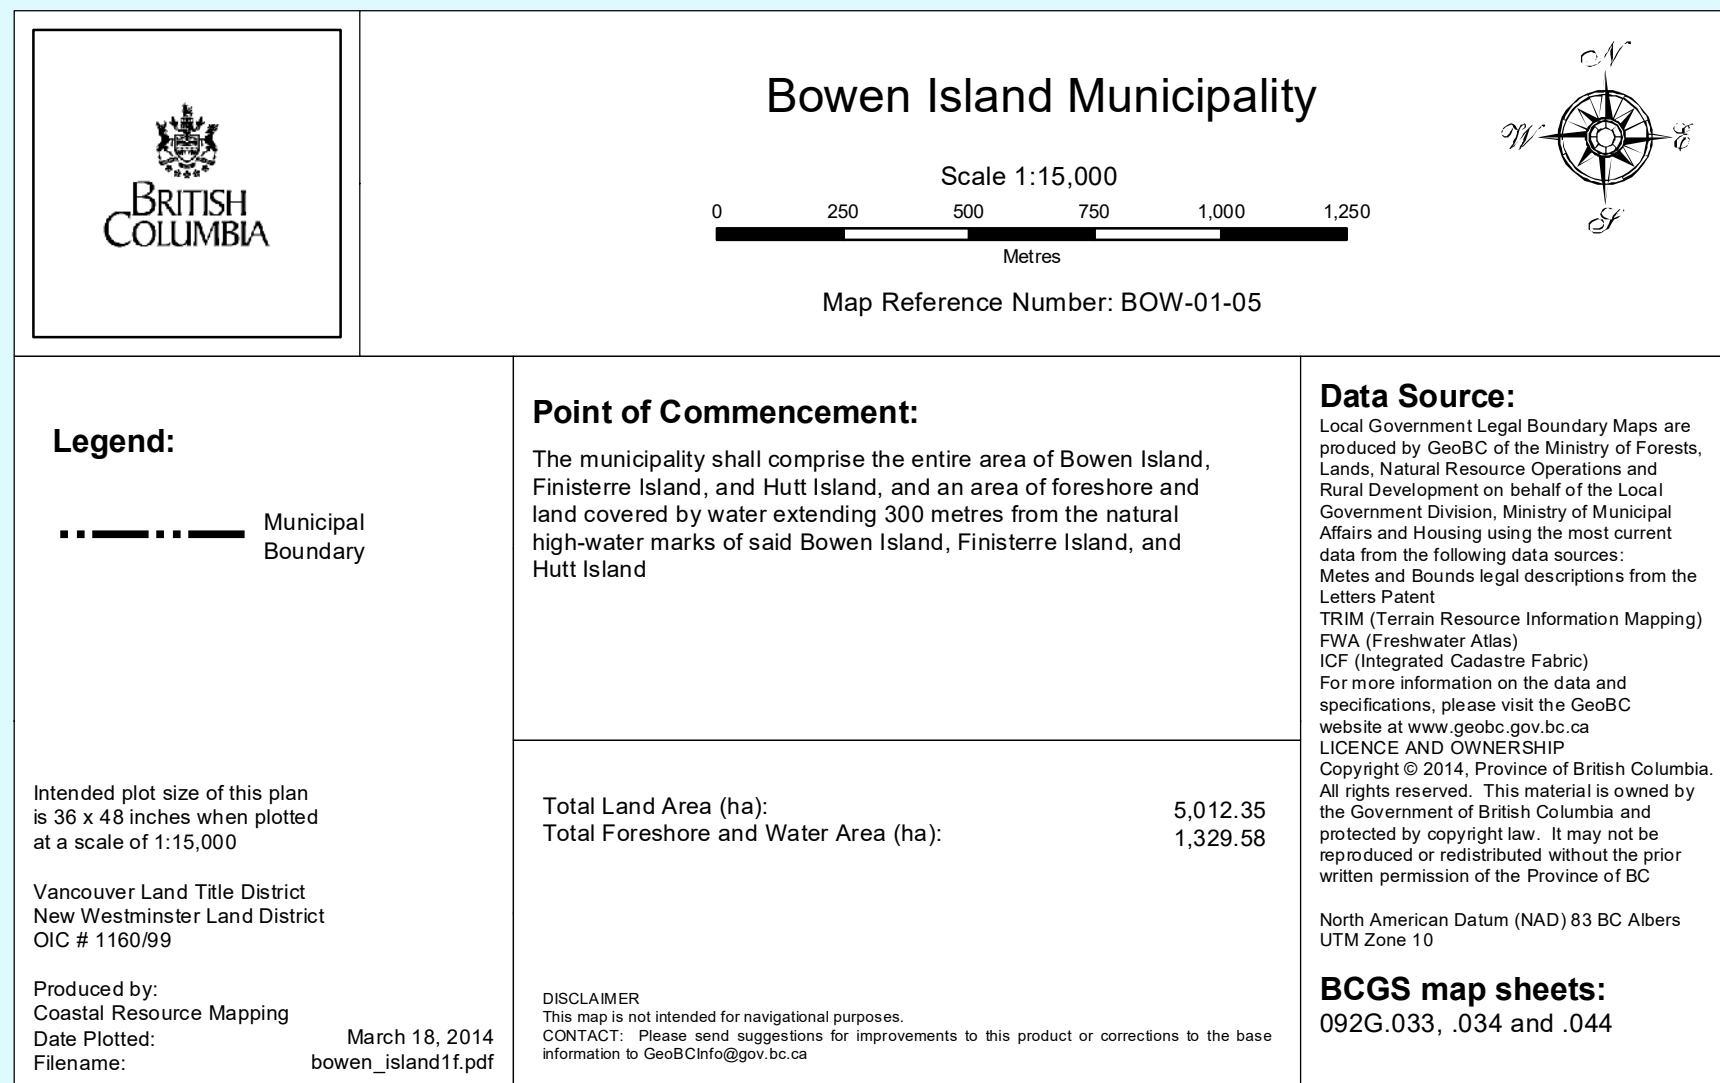 BRITISH
COLUMBIA
Bowen Island Municipality
Scale 1:15,000
0 250 500 750 1,000 1,250
Metres
Map Reference Number: BOW-01-05
N
W E
S
Legend:
Municipal
Boundary
Intended plot size of this plan
is 36 x 48 inches when plotted
at a scale of 1:15,000
Vancouver Land Title District
New Westminster Land District
OIC # 1160/99
Produced by:
Coastal Resource Mapping
Date Plotted: March 18, 2014
Filename: bowen_island1f.pdf
Point of Commencement:
The municipality shall comprise the entire area of Bowen Island,
Finisterre Island, and Hutt Island, and an area of foreshore and
land covered by water extending 300 metres from the natural
high-water marks of said Bowen Island, Finisterre Island, and
Hutt Island
Total Land Area (ha): 5,012.35
Total Foreshore and Water Area (ha): 1,329.58
DISCLAIMER
This map is not intended for navigational purposes.
CONTACT: Please send suggestions for improvements to this product or corrections to the base
information to GeoBCInfo@gov.bc.ca
Data Source:
Local Government Legal Boundary Maps are
produced by GeoBC of the Ministry of Forests,
Lands, Natural Resource Operations and
Rural Development on behalf of the Local
Government Division, Ministry of Municipal
Affairs and Housing using the most current
data from the following data sources:
Metes and Bounds legal descriptions from the
Letters Patent
TRIM (Terrain Resource Information Mapping)
FWA (Freshwater Atlas)
ICF (Integrated Cadastre Fabric)
For more information on the data and
specifications, please visit the GeoBC
website at www.geobc.gov.bc.ca
LICENCE AND OWNERSHIP
Copyright © 2014, Province of British Columbia.
All rights reserved. This material is owned by
the Government of British Columbia and
protected by copyright law. It may not be
reproduced or redistributed without the prior
written permission of the Province of BC
North American Datum (NAD) 83 BC Albers
UTM Zone 10
BCGS map sheets:
092G.033, .034 and .044